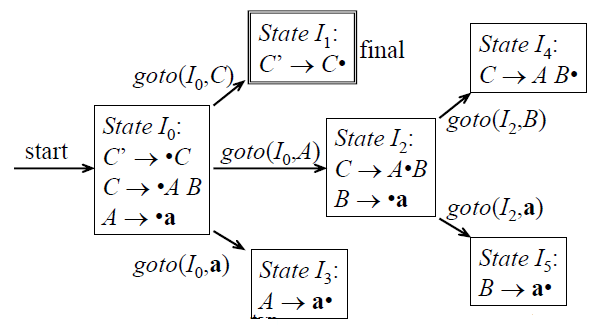 State I₁:
C' → C•
final
goto(I₀,C)
State I₄:
C → A B•
goto(I₂,B)
start
State I₀:
C' → •C
C → •A B
A → •a
goto(I₀,A)
State I₂:
C → A•B
B → •a
goto(I₀,a)
State I₃:
A → a•
goto(I₂,a)
State I₅:
B → a•